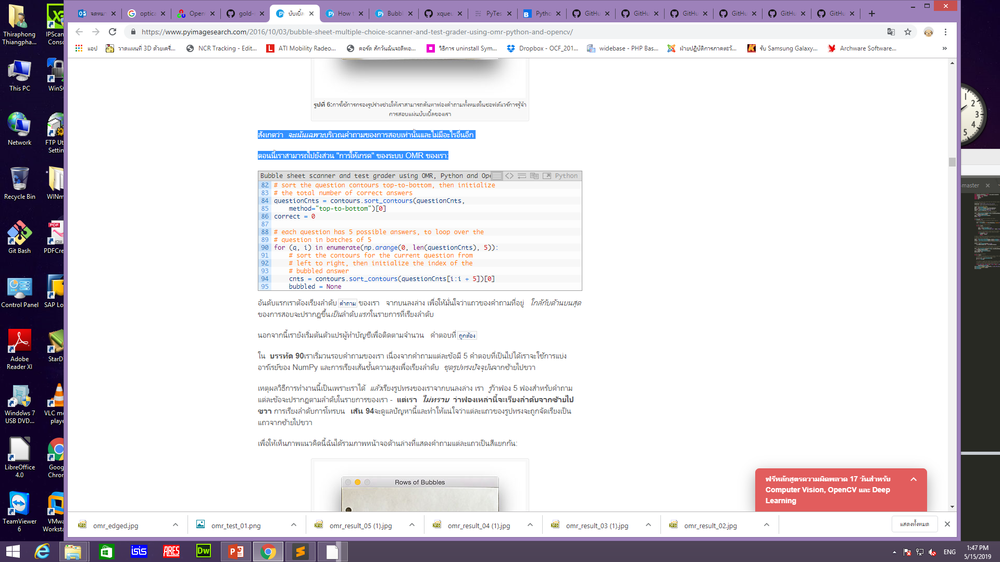 จดหม
optica
Open
gold-
บับเบิ้ล
How t
Bubbl
xqueu
PyTes
Pytho
GitHu
GitHu
GitHu
GitHu
GitHu
GitHu
https://www.pyimagesearch.com/2016/10/03/bubble-sheet-multiple-choice-scanner-and-test-grader-using-omr-python-and-opencv/
แอป
วาดแผนที่ 3D ด้วยเครื่...
NCR Tracking - Edit...
ATI Mobility Radeo...
คอร์ด สักวันฉันจะดีพอ...
วิธีการ uninstall Sym...
Dropbox - OCF_201...
widebase - PHP Bas...
ฝ่ายปฏิบัติการภาคตะวั...
รับ Samsung Galaxy...
Archware Software...
รูปที่ 6:การใช้การกรองรูปร่างช่วยให้เราสามารถค้นหาฟองคำถามทั้งหมดในซอฟต์แวร์การรู้จำ
การสอบแผ่นบับเบิ้ลของเรา
สังเกตว่า จะเน้นเฉพาะบริเวณคำถามของการสอบเท่านั้นและไม่มีอะไรอื่นอีก
ตอนนี้เราสามารถไปยังส่วน "การให้เกรด" ของระบบ OMR ของเรา:
Bubble sheet scanner and test grader using OMR, Python and Ope
Python
82 # sort the question contours top-to-bottom, then initialize
83 # the total number of correct answers
84 questionCnts = contours.sort_contours(questionCnts,
85 method="top-to-bottom")[0]
86 correct = 0
87
88 # each question has 5 possible answers, to loop over the
89 # question in batches of 5
90 for (q, i) in enumerate(np.arange(0, len(questionCnts), 5)):
91 # sort the contours for the current question from
92 # left to right, then initialize the index of the
93 # bubbled answer
94 cnts = contours.sort_contours(questionCnts[i:i + 5])[0]
95 bubbled = None
อันดับแรกเราต้องเรียงลำดับ คำถาม ของเรา จากบนลงล่าง เพื่อให้มั่นใจว่าแถวของคำถามที่อยู่ ใกล้กับด้านบนสุด
ของการสอบจะปรากฏขึ้นเป็นลำดับแรกในรายการที่เรียงลำดับ
นอกจากนี้เรายังเริ่มต้นตัวแปรผู้ทำบัญชีเพื่อติดตามจำนวน คำตอบที่ ถูกต้อง
ใน บรรทัด 90เราเริ่มวนรอบคำถามของเรา เนื่องจากคำถามแต่ละข้อมี 5 คำตอบที่เป็นไปได้เราจะใช้การแบ่ง
อาร์เรย์ของ NumPy และการเรียงเส้นชั้นความสูงเพื่อเรียงลำดับ ชุดรูปทรงปัจจุบันจากซ้ายไปขวา
เหตุผลวิธีการทำงานนี้เป็นเพราะเราได้ แล้วเรียงรูปทรงของเราจากบนลงล่าง เรา รู้ว่าฟอง 5 ฟองสำหรับคำถาม
แต่ละข้อจะปรากฏตามลำดับในรายการของเรา - แต่เรา ไม่ทราบ ว่าฟองเหล่านี้จะเรียงลำดับจากซ้ายไป
ขวา การเรียงลำดับการโทรบน เส้น 94จะดูแลปัญหานี้และทำให้แน่ใจว่าแต่ละแถวของรูปทรงจะถูกจัดเรียงเป็น
แถวจากซ้ายไปขวา
เพื่อให้เห็นภาพแนวคิดนี้ฉันได้รวมภาพหน้าจอด้านล่างที่แสดงคำถามแต่ละแถวเป็นสีแยกกัน:
Rows of Bubbles
ฟรีหลักสูตรความผิดพลาด 17 วันสำหรับ
Computer Vision, OpenCV และ Deep
Learning
omr_edged.jpg
omr_test_01.png
omr_result_05 (1).jpg
omr_result_04 (1).jpg
omr_result_03 (1).jpg
omr_result_02.jpg
แสดงทั้งหมด
Thiraphong
Thiangpha...
This PC
Network
Recycle Bin
Git Bash
Control Panel
Adobe
Reader XI
Windows 7
USB DVD...
LibreOffice
4.0
TeamViewer
6
IPScan
Conso
WinSC
FTP Ut
Settin
WINm
PDFCre
SAP Lo
StarD
VLC me
playe
Goog
Chron
VMwa
Worksta
-master
isis
ARES
Dw
ENG
1:47 PM
5/15/2019